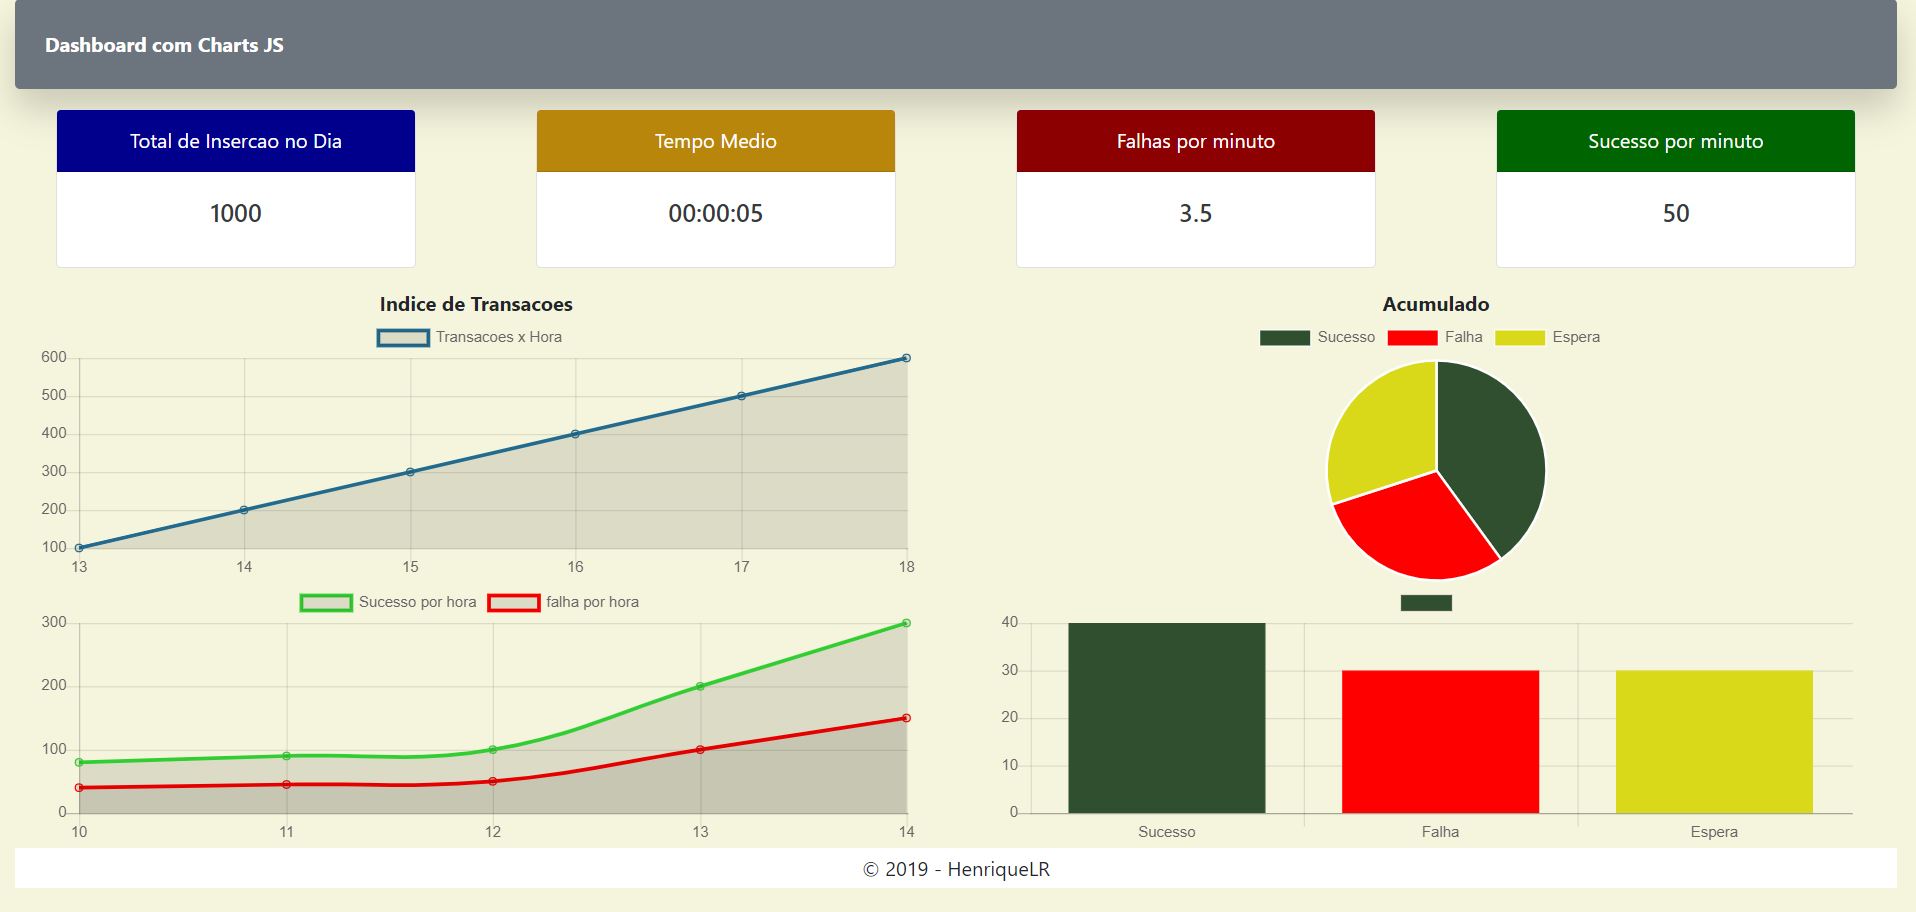 Dashboard com Charts JS
Total de Insercao no Dia
1000
Tempo Medio
00:00:05
Falhas por minuto
3.5
Sucesso por minuto
50
Indice de Transacoes
Transacoes x Hora
600
500
400
300
200
100
13 14 15 16 17 18
Sucesso por hora falha por hora
300
200
100
0
10 11 12 13 14
Acumulado
Sucesso Falha Espera
40
30
20
10
0
Sucesso Falha Espera
© 2019 - HenriqueLR